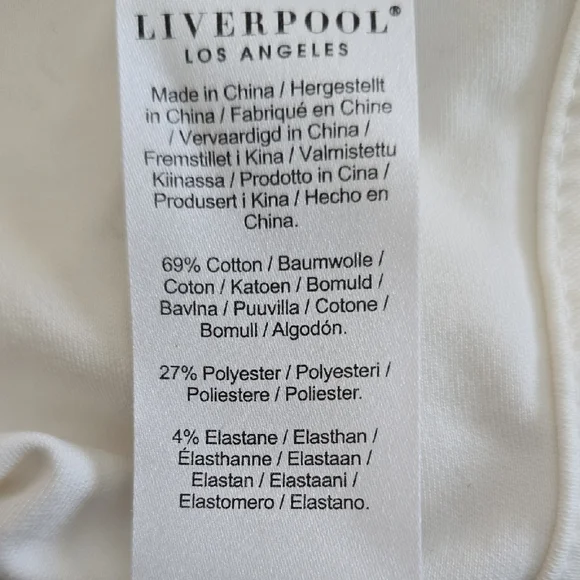 LIVERPOOL®
LOS ANGELES
Made in China / Hergestellt
in China / Fabriqué en Chine
/ Vervaardigd in China /
Fremstillet i Kina / Valmistettu
Kiinassa / Prodotto in Cina /
Produsert i Kina / Hecho en
China.
69% Cotton / Baumwolle /
Coton / Katoen / Bomuld /
Bavlna / Puuvilla / Cotone /
Bomull / Algodón.
27% Polyester / Polyesteri /
Poliestere / Poliester.
4% Elastane / Elasthan /
Élasthanne / Elastaan /
Elastan / Elastaani /
Elastomero / Elastano.